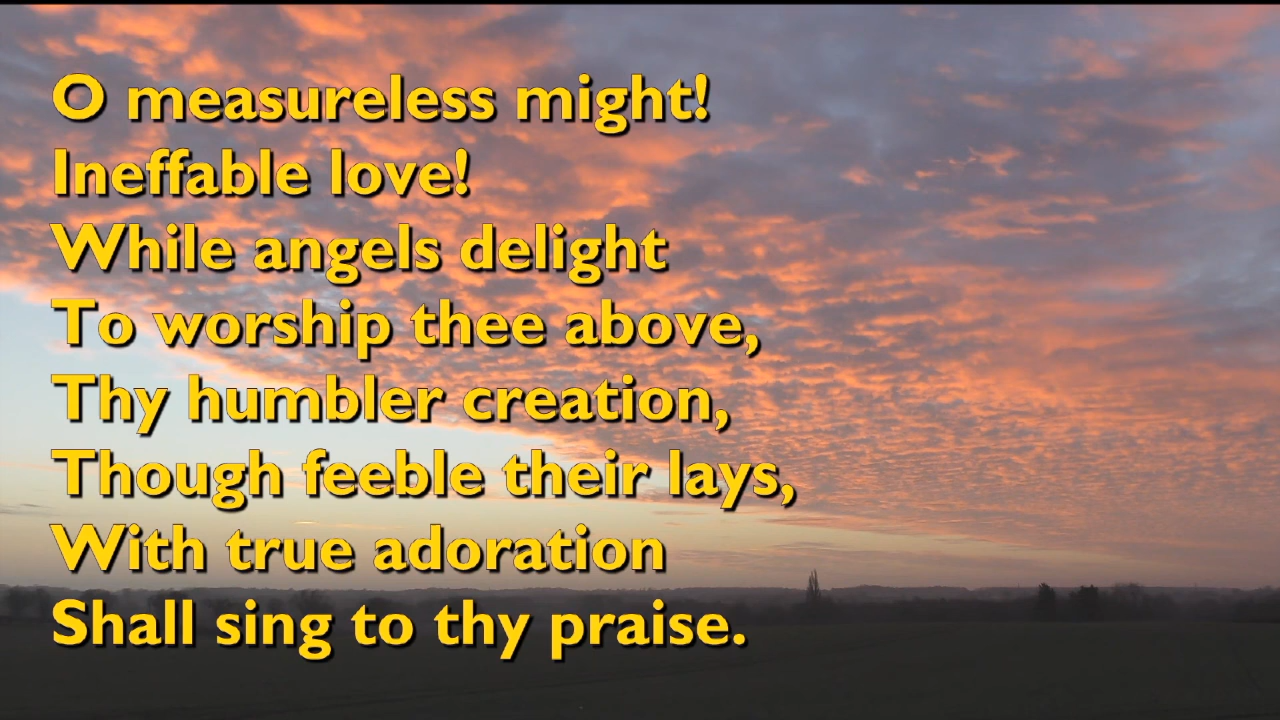 O measureless might!
Ineffable love!
While angels delight
To worship thee above,
Thy humbler creation,
Though feeble their lays,
With true adoration
Shall sing to thy praise.